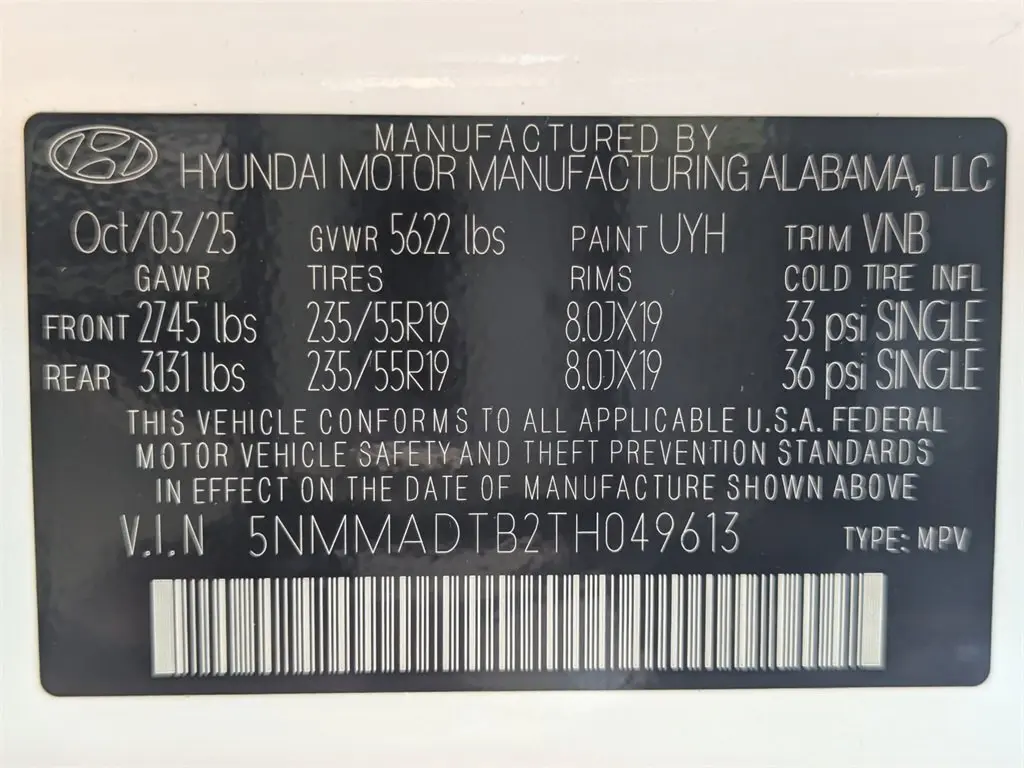 MANUFACTURED BY
HYUNDAI MOTOR MANUFACTURING ALABAMA, LLC
Oct/03/25 GVWR 5622 lbs PAINT UYH TRIM VNB
GAWR TIRES RIMS COLD TIRE INFL
FRONT 2745 lbs 235/55R19 8.0JX19 33 psi SINGLE
REAR 3131 lbs 235/55R19 8.0JX19 36 psi SINGLE
THIS VEHICLE CONFORMS TO ALL APPLICABLE U.S.A. FEDERAL
MOTOR VEHICLE SAFETY AND THEFT PREVENTION STANDARDS
IN EFFECT ON THE DATE OF MANUFACTURE SHOWN ABOVE
V.I.N 5NMMADTB2TH049613 TYPE: MPV